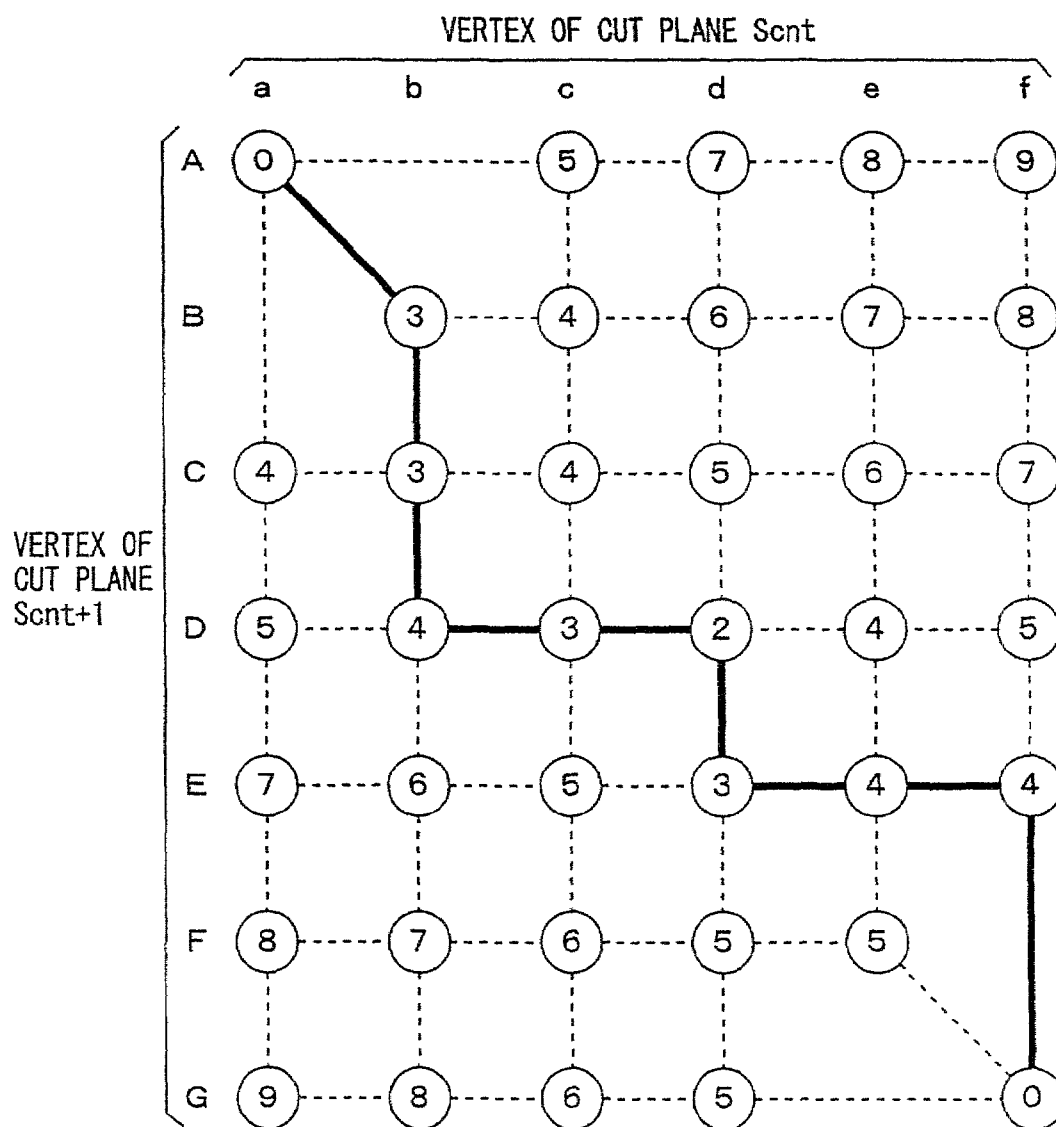 VERTEX OF CUT PLANE Scnt
a b c d e f
A 0 5 7 8 9
B 3 4 6 7 8
C 4 3 4 5 6 7
VERTEX OF
CUT PLANE
Scnt+1
D 5 4 3 2 4 5
E 7 6 5 3 4 4
F 8 7 6 5 5
G 9 8 6 5 0